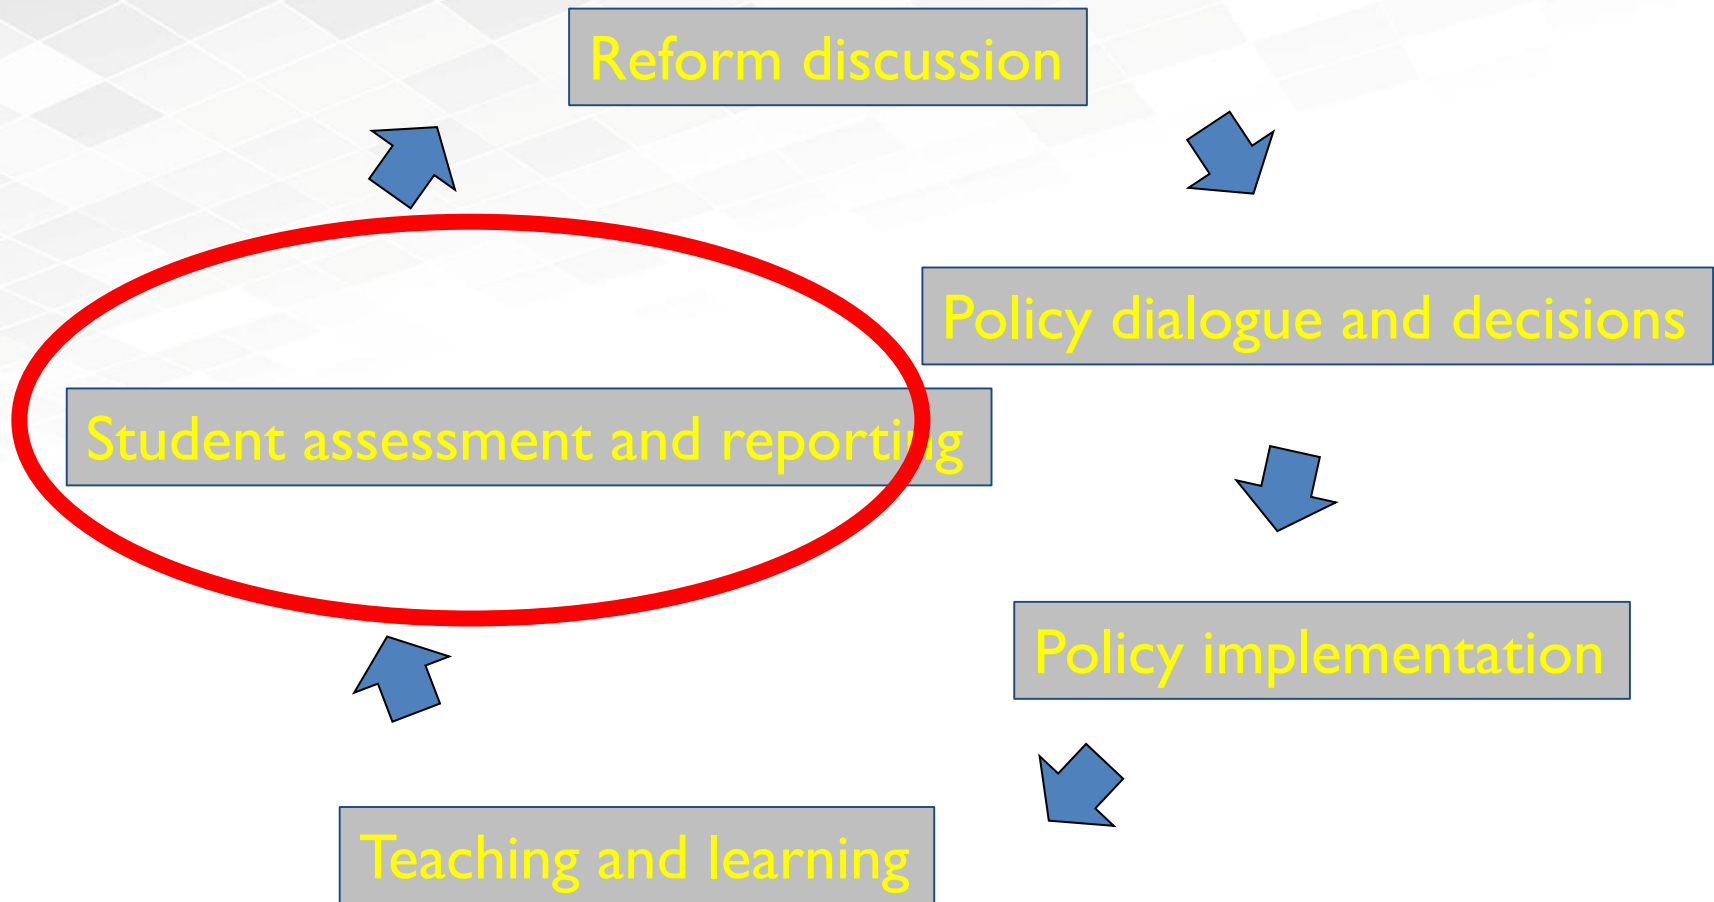 Reform discussion
Policy dialogue and decisions
Student assessment and reporting
Policy implementation
Teaching and learning